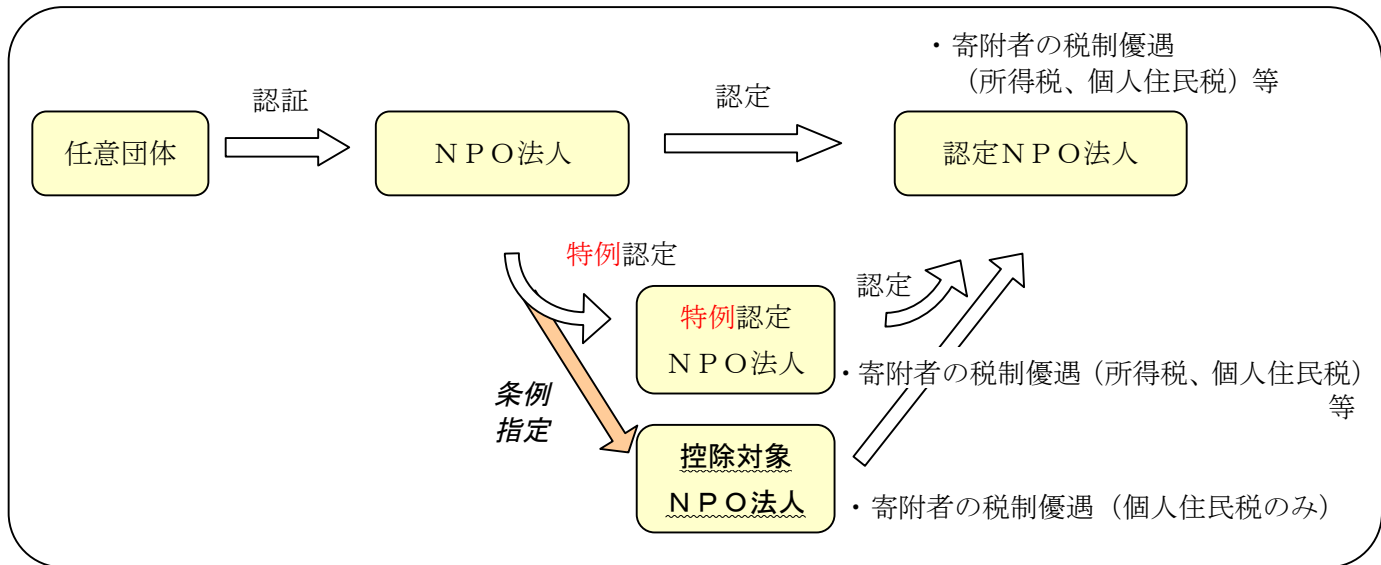 ・寄附者の税制優遇
（所得税、個人住民税）等
認証
認定
任意団体
ＮＰＯ法人
認定ＮＰＯ法人
特例認定
認定
特例認定
ＮＰＯ法人
・寄附者の税制優遇（所得税、個人住民税）
等
条例
指定
控除対象
ＮＰＯ法人
・寄附者の税制優遇（個人住民税のみ）